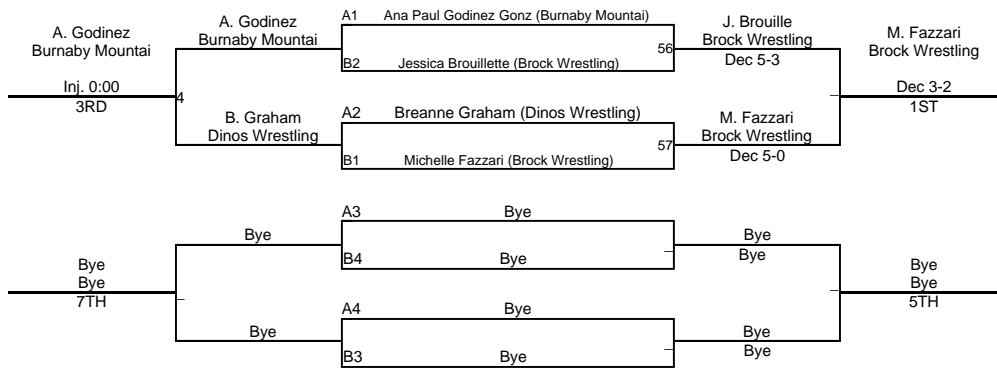 A. Godinez
Burnaby Mountai
Inj. 0:00
3RD
4
A. Godinez
Burnaby Mountai
B. Graham
Dinos Wrestling
A1 Ana Paul Godinez Gonz (Burnaby Mountai)
56
B2 Jessica Brouillette (Brock Wrestling)
A2 Breanne Graham (Dinos Wrestling)
57
B1 Michelle Fazzari (Brock Wrestling)
J. Brouille
Brock Wrestling
Dec 5-3
M. Fazzari
Brock Wrestling
Dec 5-0
M. Fazzari
Brock Wrestling
Dec 3-2
1ST
Bye
Bye
7TH
Bye
Bye
A3 Bye
B4 Bye
A4 Bye
B3 Bye
Bye
Bye
Bye
Bye
Bye
Bye
5TH